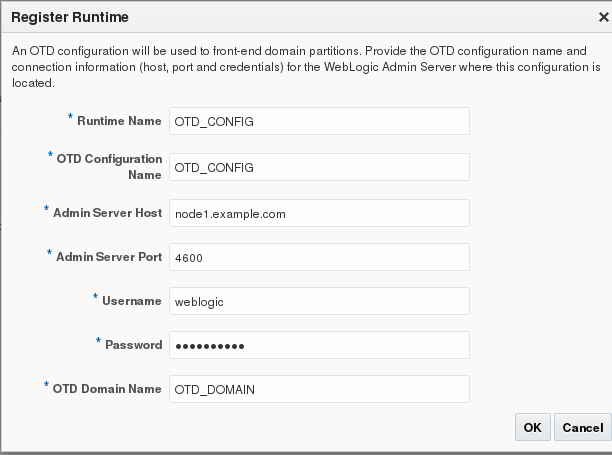 Register Runtime
An OTD configuration will be used to front-end domain partitions. Provide the OTD configuration name and
connection information (host, port and credentials) for the WebLogic Admin Server where this configuration is
located.
* Runtime Name OTD_CONFIG
* OTD Configuration
Name OTD_CONFIG
* Admin Server Host node1.example.com
* Admin Server Port 4600
* Username weblogic
* Password ••••••••••
* OTD Domain Name OTD_DOMAIN
OK Cancel